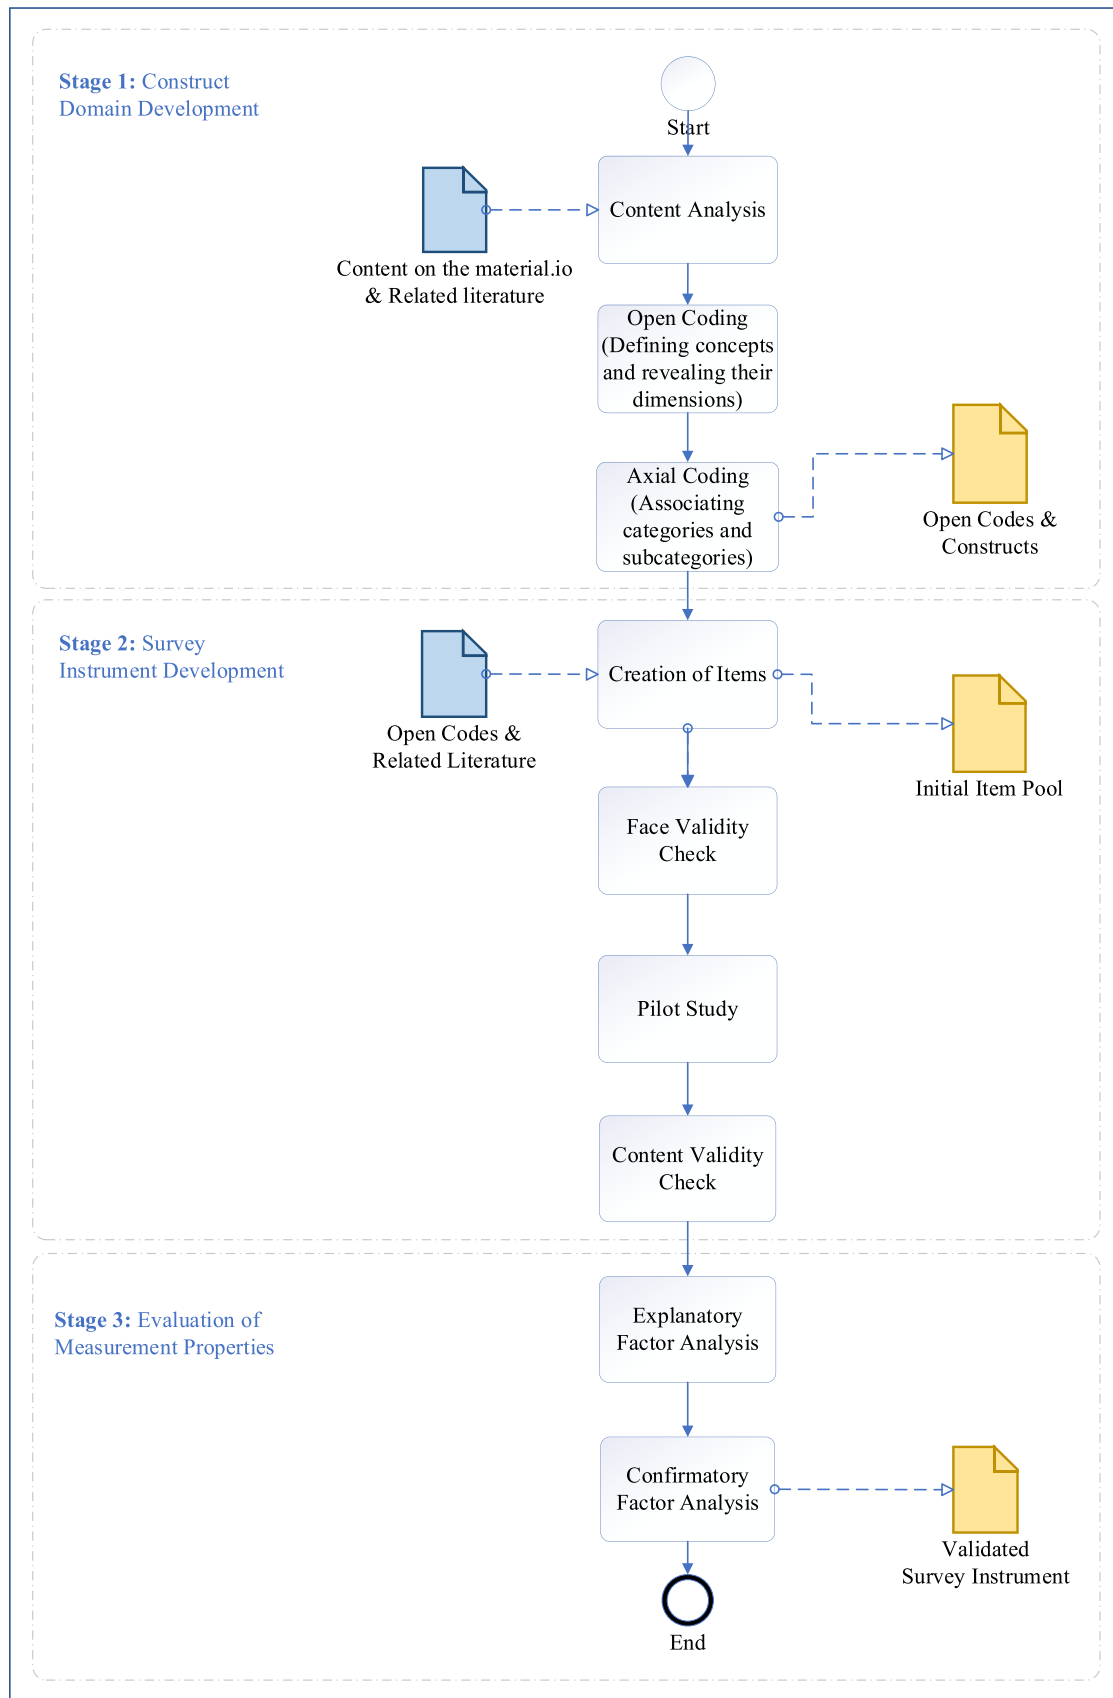 Stage 1: Construct
Domain Development
Start
Content Analysis
Content on the material.io
& Related literature
Open Coding
(Defining concepts
and revealing their
dimensions)
Axial Coding
(Associating
categories and
subcategories)
Open Codes &
Constructs
Stage 2: Survey
Instrument Development
Creation of Items
Open Codes &
Related Literature
Initial Item Pool
Face Validity
Check
Pilot Study
Content Validity
Check
Stage 3: Evaluation of
Measurement Properties
Explanatory
Factor Analysis
Confirmatory
Factor Analysis
Validated
Survey Instrument
End